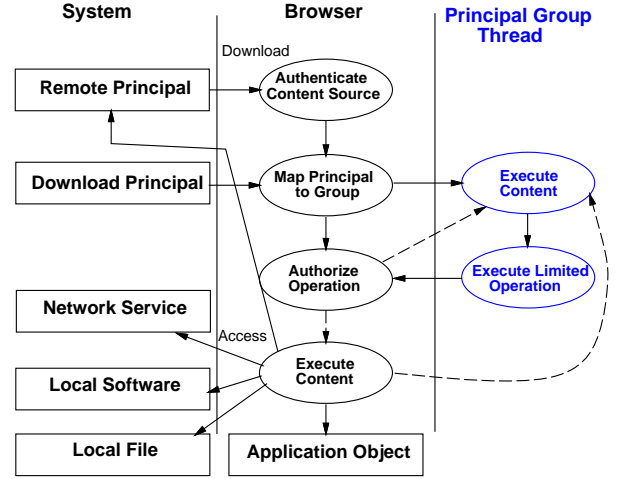 System
Browser
Principal Group
Thread
Download
Remote Principal
Authenticate
Content Source
Download Principal
Map Principal
to Group
Execute
Content
Authorize
Operation
Execute Limited
Operation
Network Service
Access
Local Software
Execute
Content
Local File
Application Object